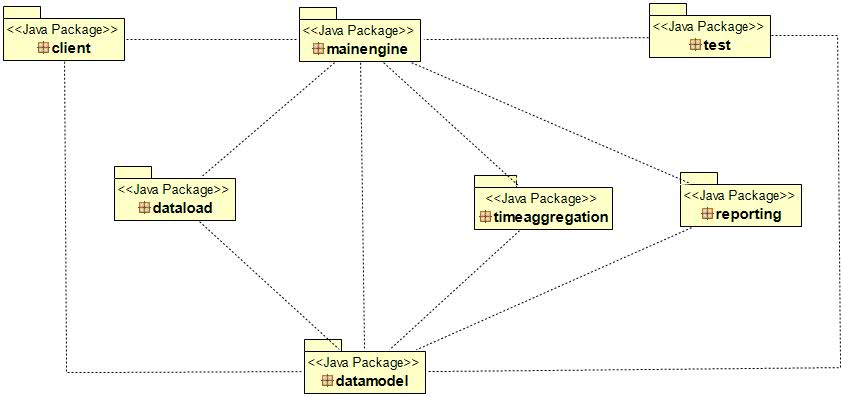 <<Java Package>>
client
<<Java Package>>
mainengine
<<Java Package>>
test
<<Java Package>>
dataload
<<Java Package>>
timeaggregation
<<Java Package>>
reporting
<<Java Package>>
datamodel